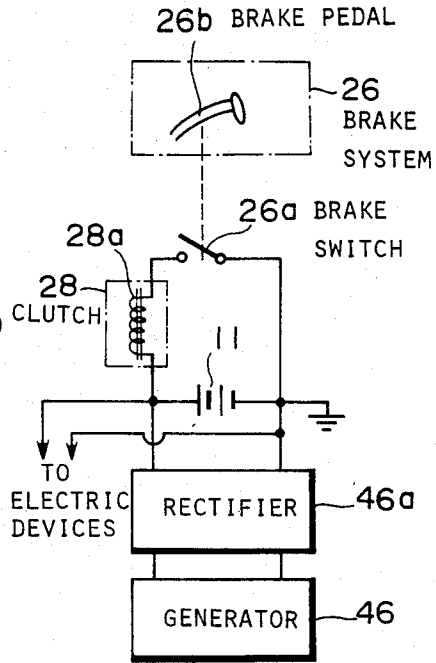 26b BRAKE PEDAL
26
BRAKE
SYSTEM
26a BRAKE
SWITCH
28a
28
CLUTCH
11
TO
ELECTRIC
DEVICES
RECTIFIER
46a
GENERATOR
46